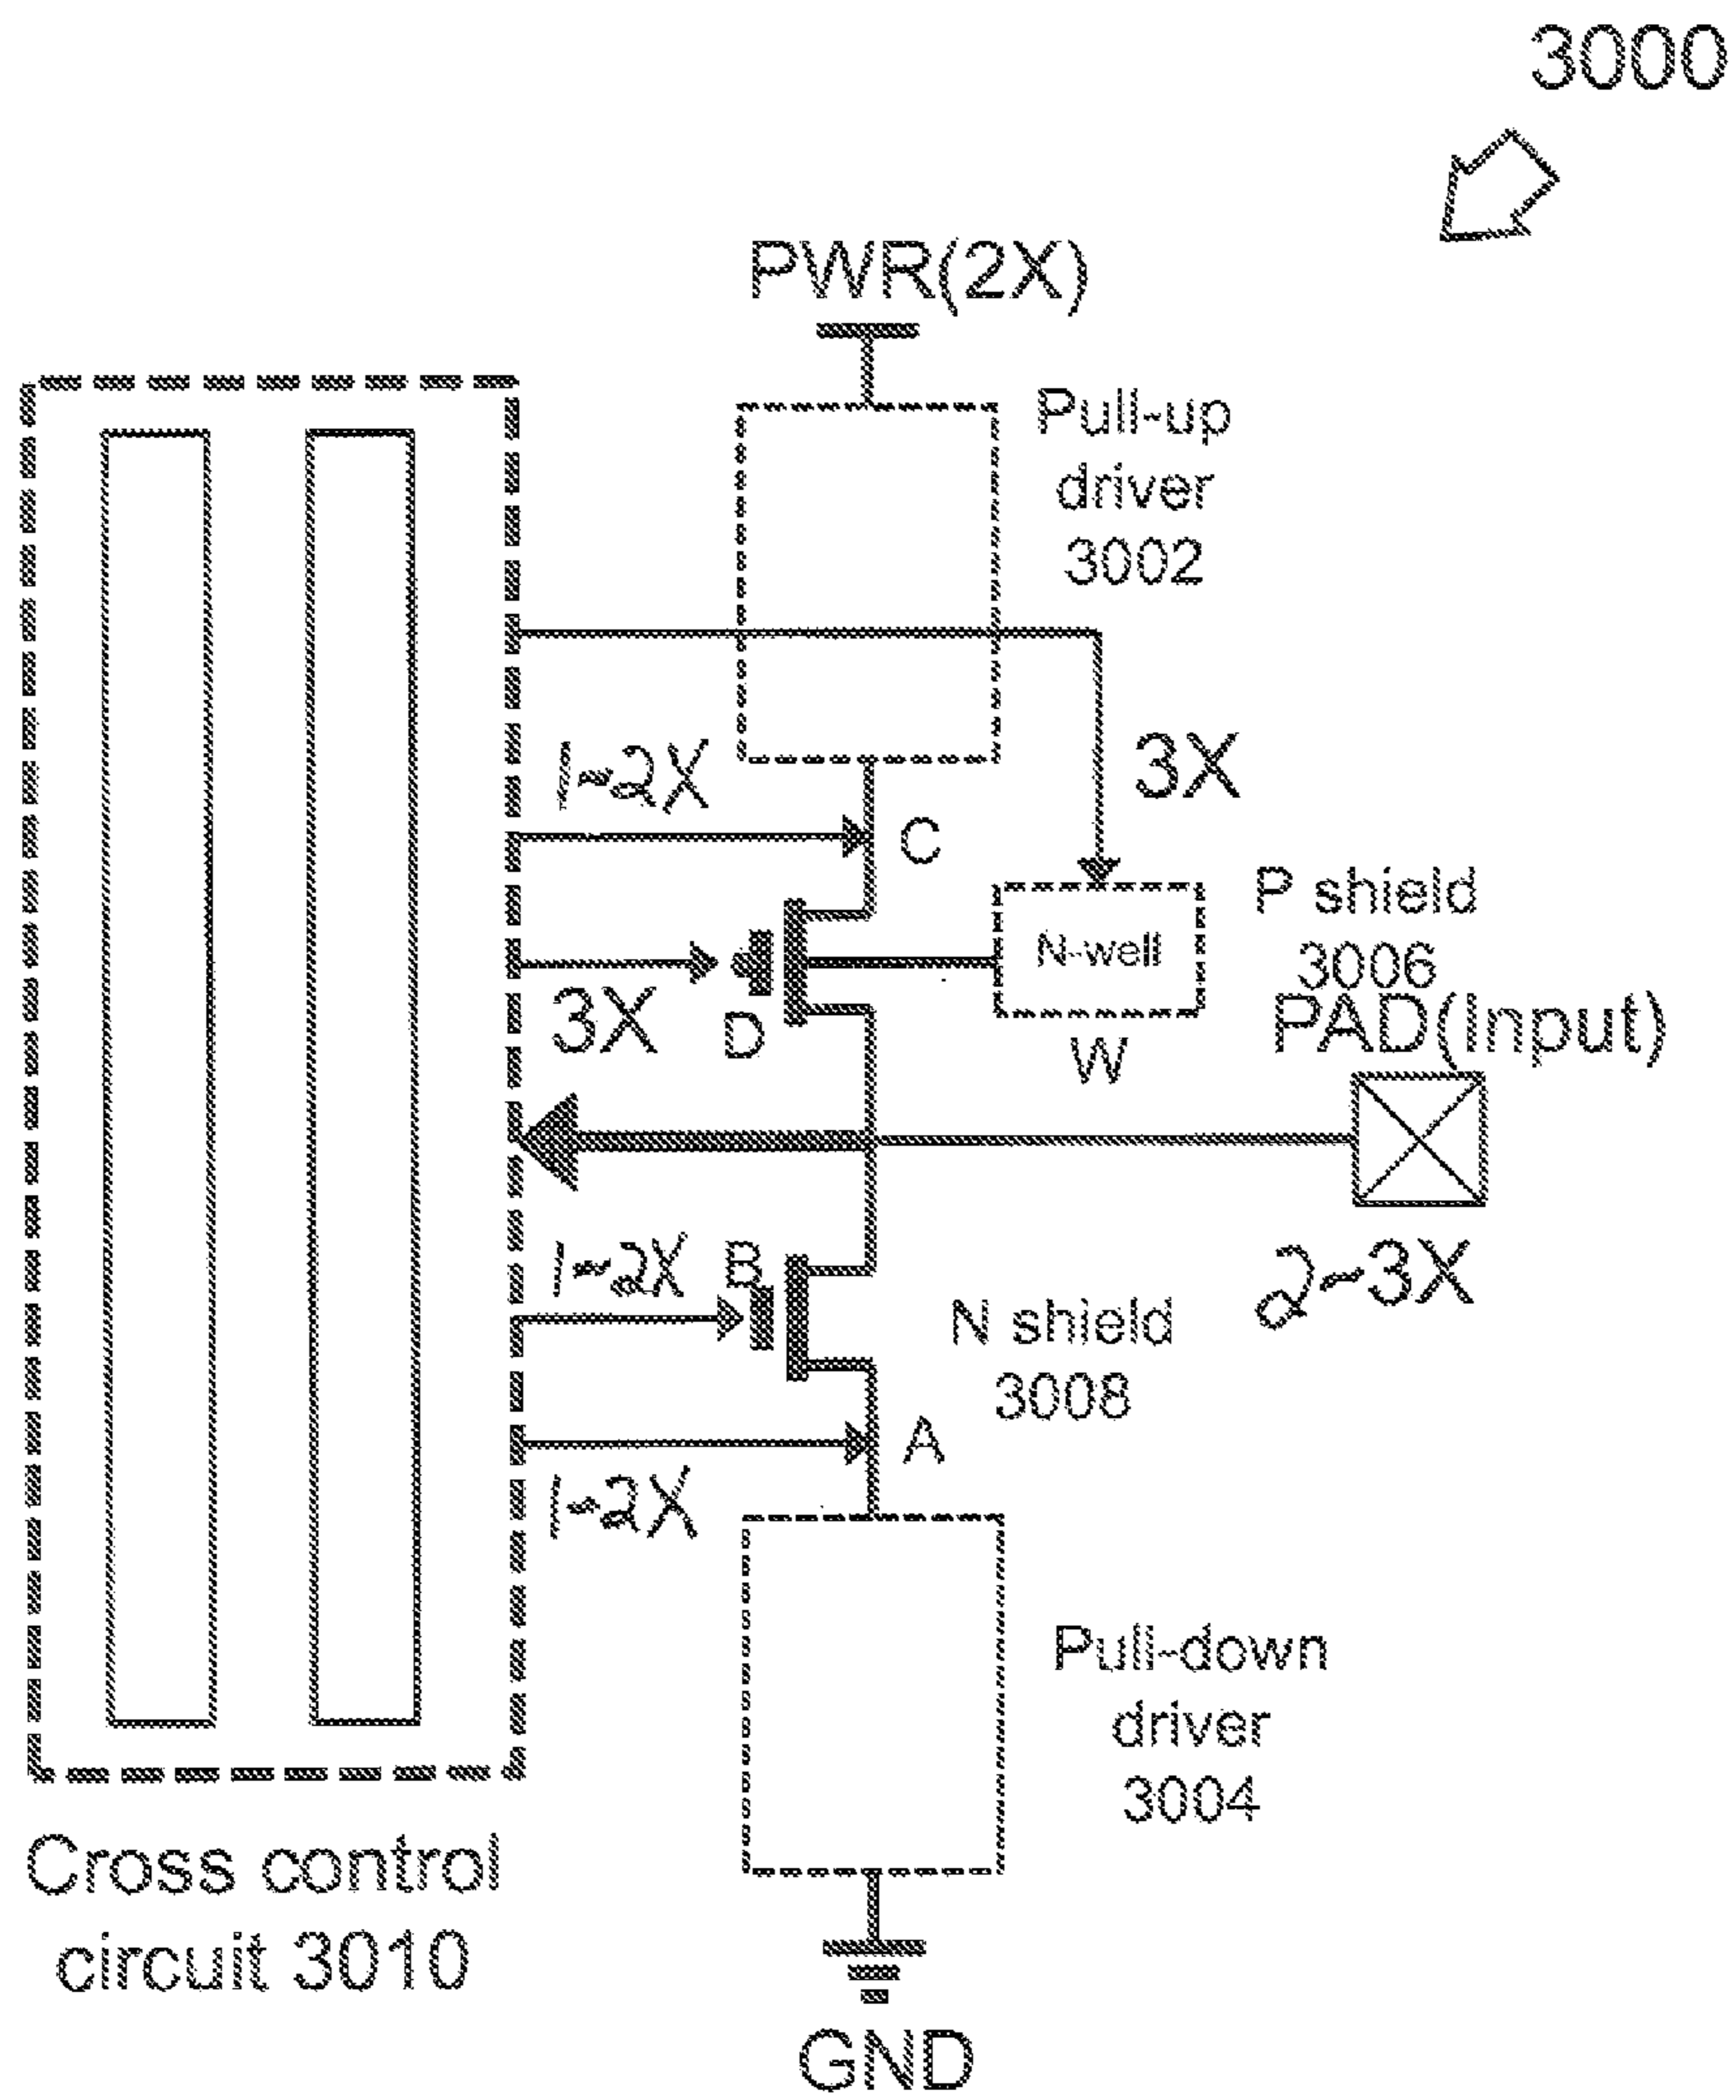 3000
PWR(2X)
Pull-up
driver
3002
1~2X
3X
C
P shield
3006
N-well
3X
D
W
PAD(Input)
1~2X
B
2~3X
N shield
3008
A
1~2X
Pull-down
driver
3004
Cross control
circuit 3010
GND